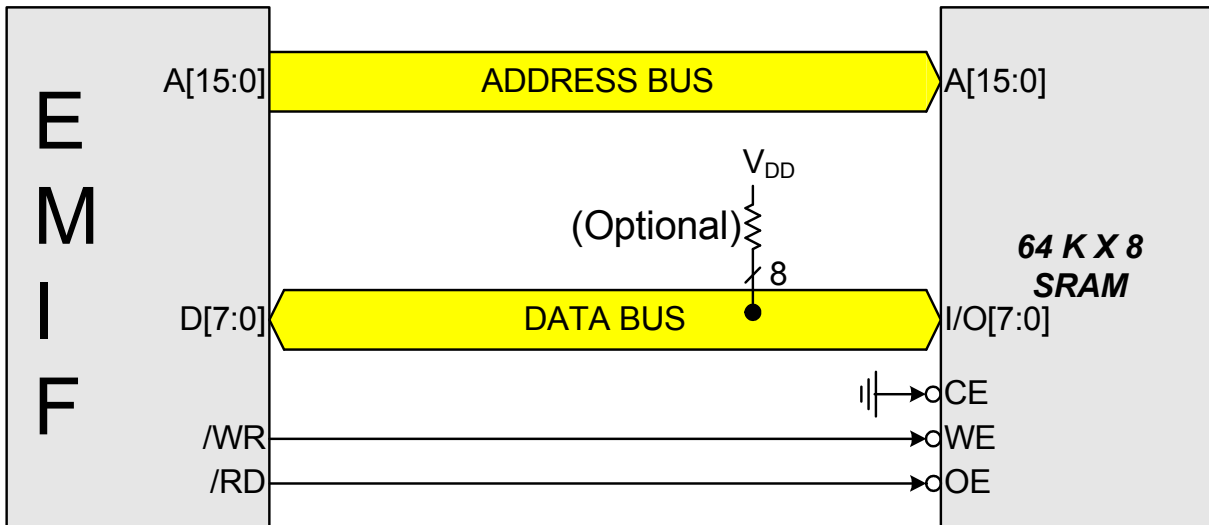 E
M
I
F
A[15:0]
ADDRESS BUS
A[15:0]
VDD
(Optional)
8
64 K X 8
SRAM
D[7:0]
DATA BUS
I/O[7:0]
CE
/WR
WE
/RD
OE